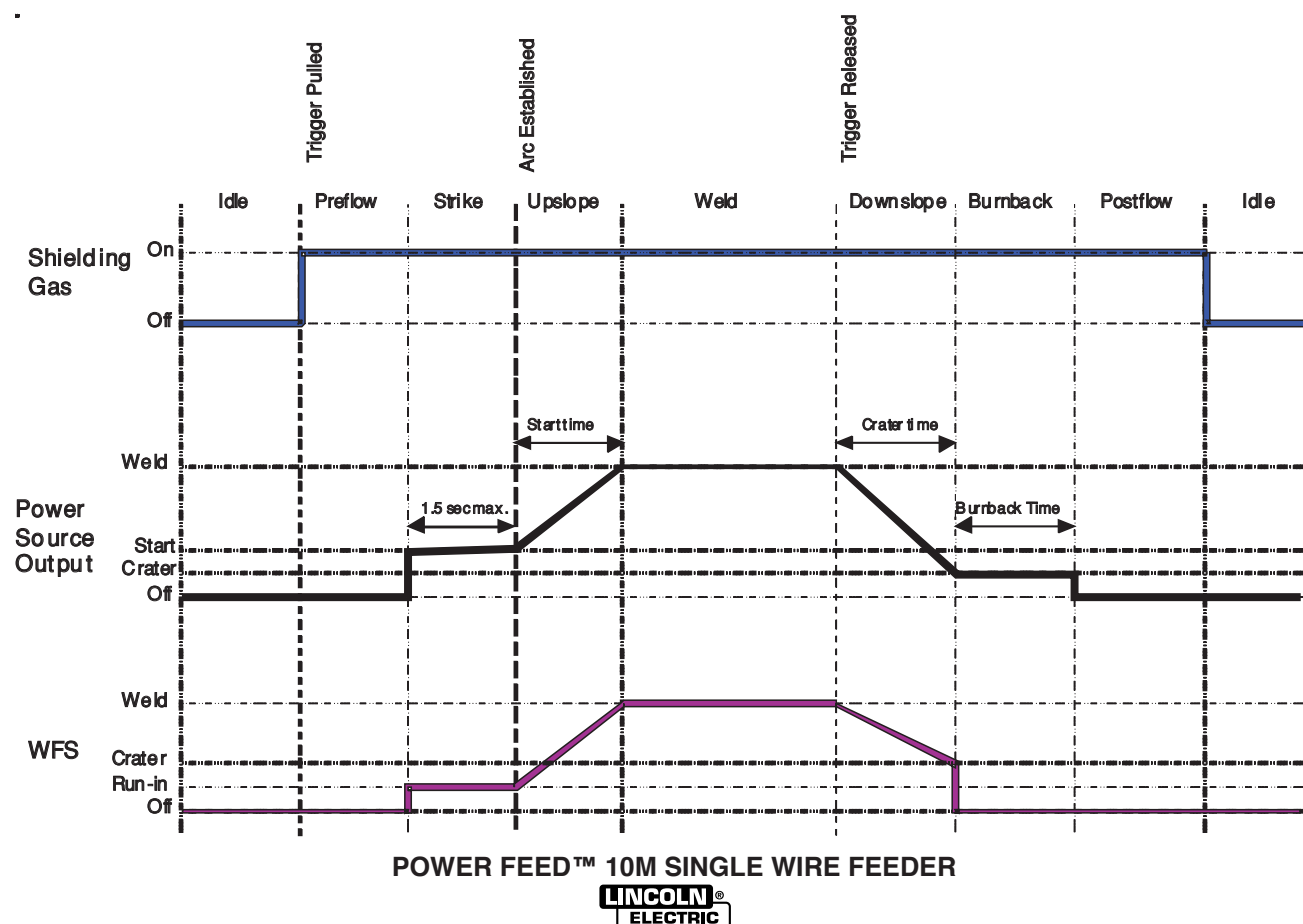 Trigger Pulled
Arc Established
Trigger Released
Idle Preflow Strike Upslope Weld Downslope Burnback Postflow Idle
Shielding
Gas
On
Off
Start time
Crater time
Weld
1.5 sec max.
Burnback Time
Power
Source
Output
Start
Crater
Off
Weld
WFS
Crater
Run-in
Off
POWER FEED™ 10M SINGLE WIRE FEEDER
LINCOLN ®
ELECTRIC